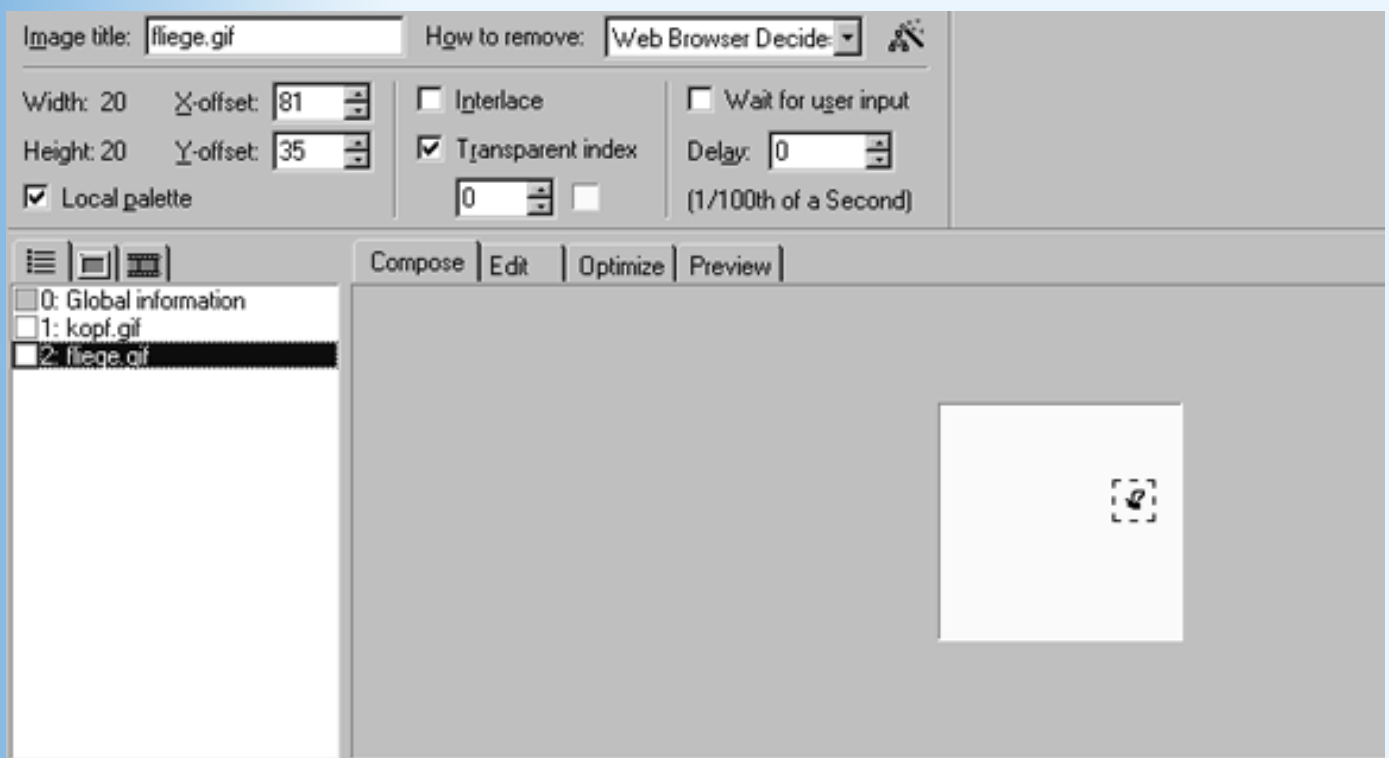 Image title: fliege.gif How to remove: Web Browser Decide
Width: 20 X-offset: 81 Interlace Wait for user input
Height: 20 Y-offset: 35 Transparent index Delay: 0
Local palette 0 (1/100th of a Second)
Compose Edit Optimize Preview
0: Global information
1: kopf.gif
2: fliege.gif